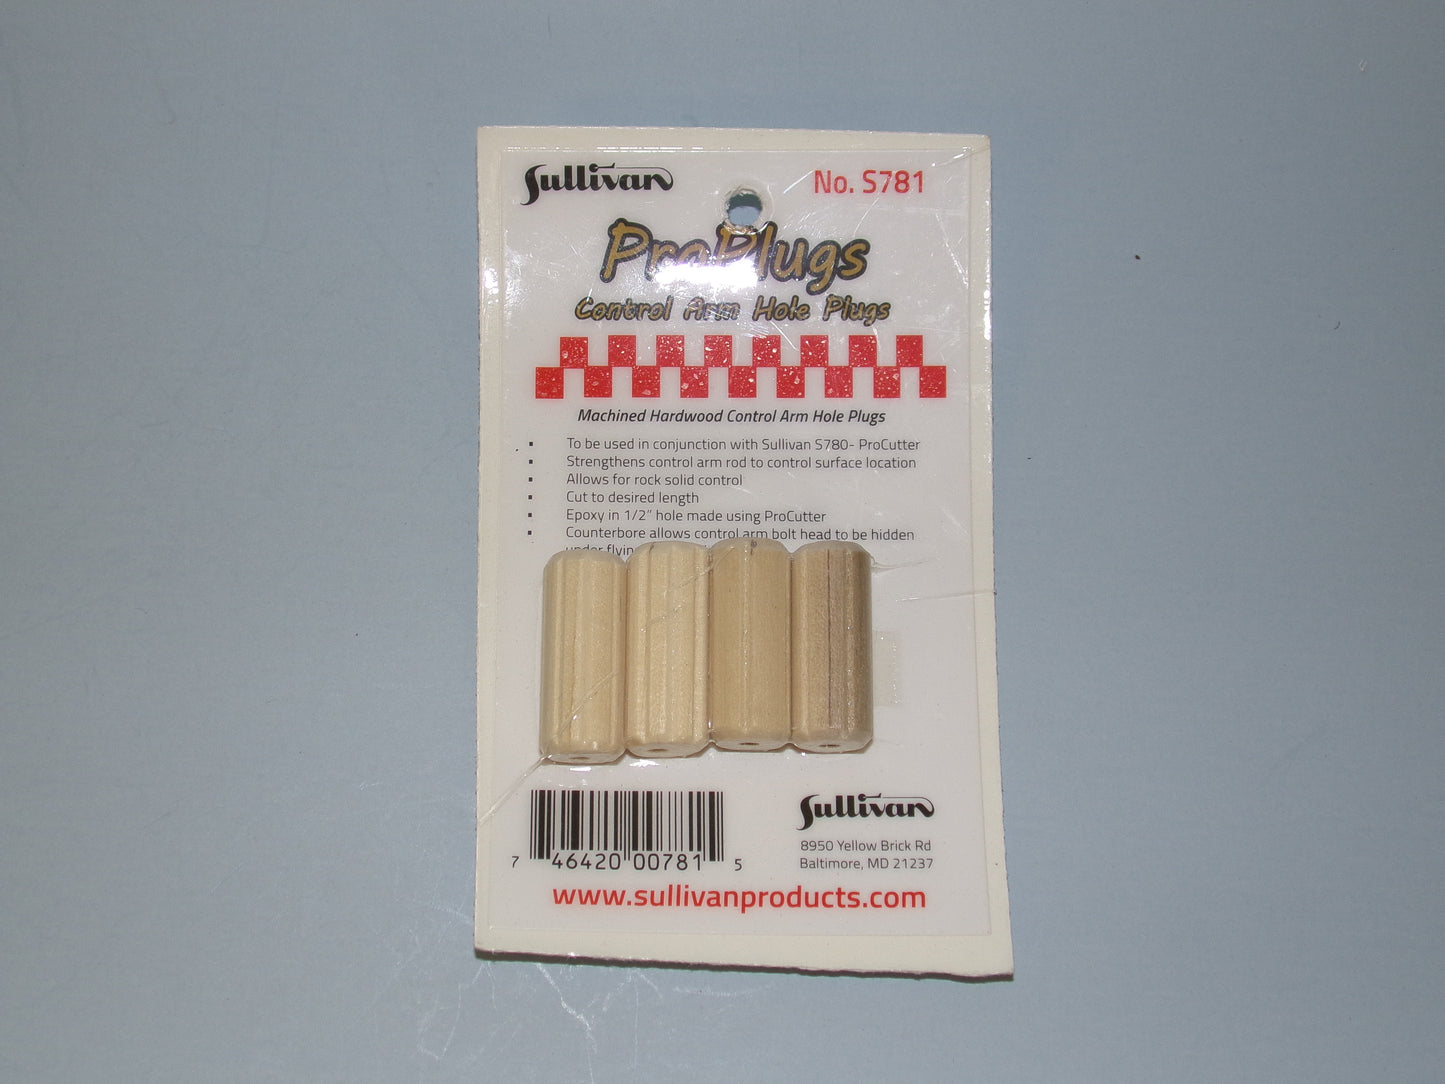 Sullivan
No. S781
ProPlugs
Control Arm Hole Plugs
Machined Hardwood Control Arm Hole Plugs
▪ To be used in conjunction with Sullivan S780- ProCutter
▪ Strengthens control arm rod to control surface location
▪ Allows for rock solid control
▪ Cut to desired length
▪ Epoxy in 1/2" hole made using ProCutter
▪ Counterbore allows control arm bolt head to be hidden
under
7 46420 00781 5
Sullivan
8950 Yellow Brick Rd
Baltimore, MD 21237
www.sullivanproducts.com